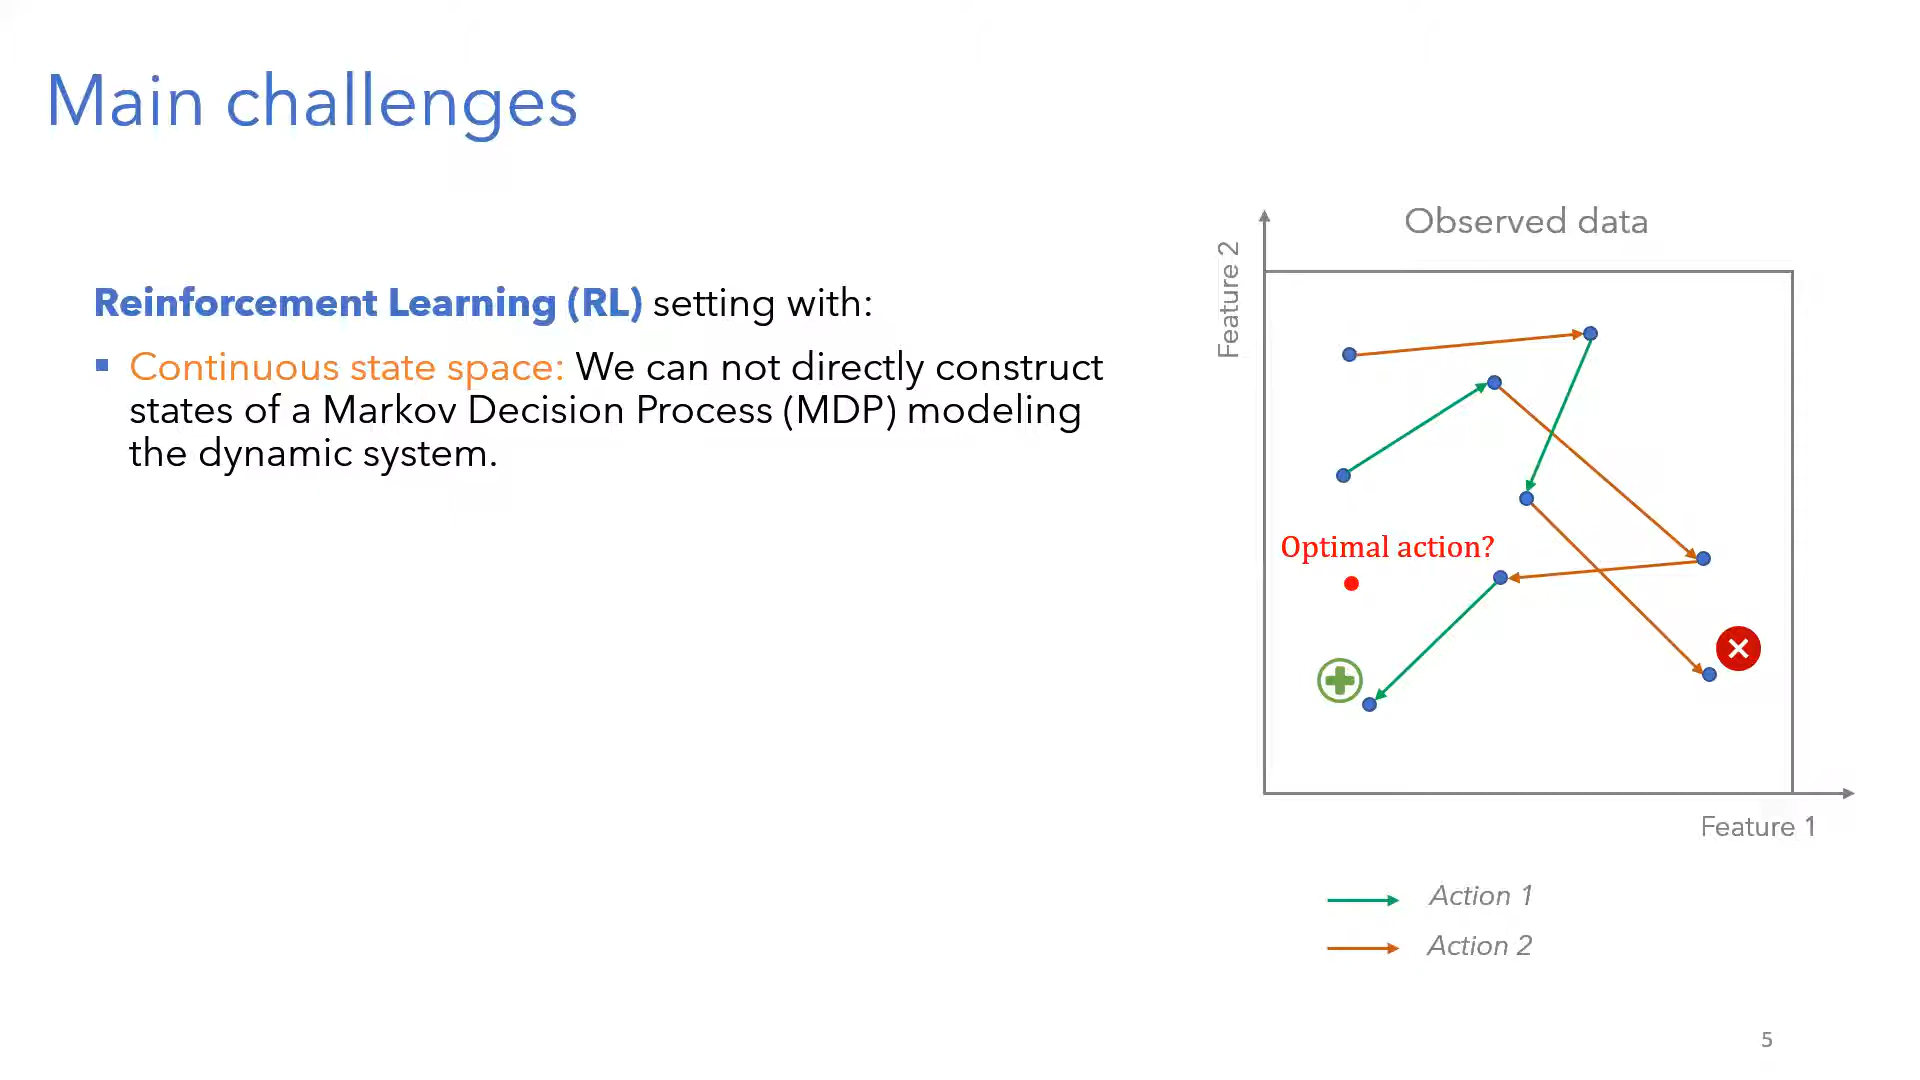 Main challenges
Reinforcement Learning (RL) setting with:
▪ Continuous state space: We can not directly construct
states of a Markov Decision Process (MDP) modeling
the dynamic system.
Observed data
Feature 2
Optimal action?
Feature 1
Action 1
Action 2
5